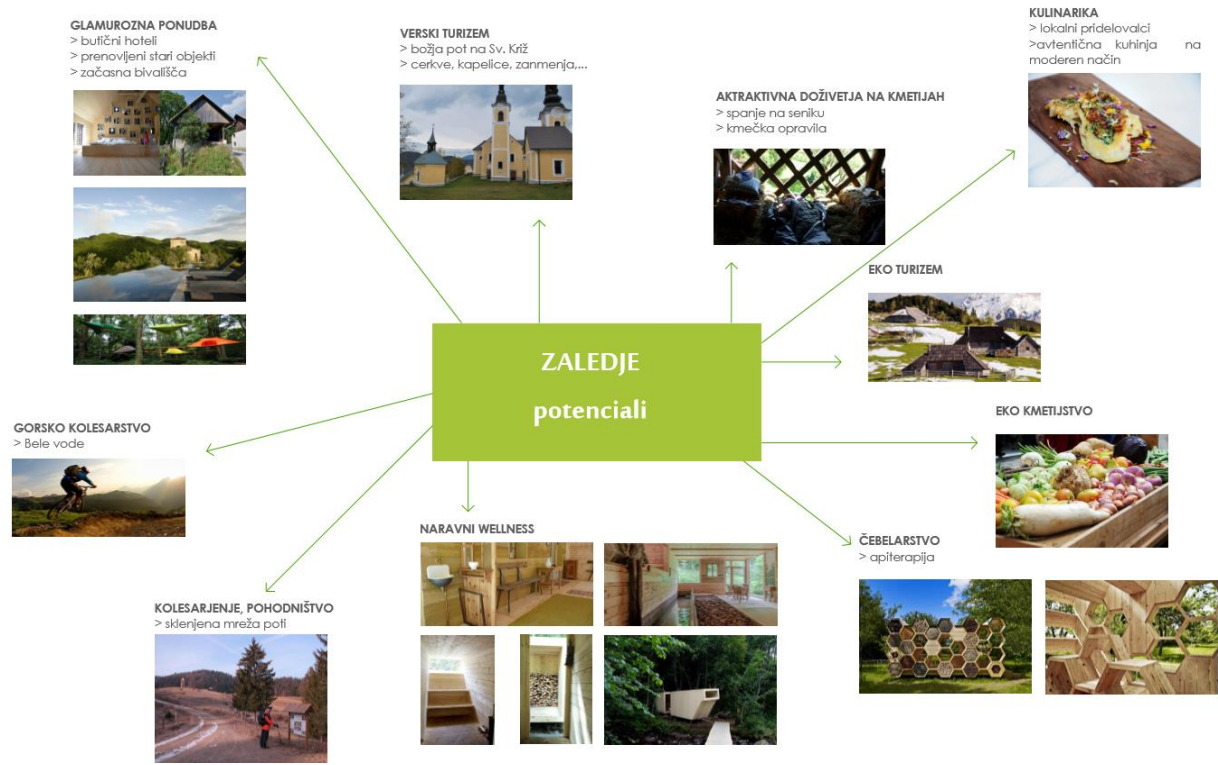 GLAMUROZNA PONUDBA
> butični hoteli
> prenovljeni stari objekti
> začasna bivališča
VERSKI TURIZEM
> božja pot na Sv. Križ
> cerkve, kapelice, zanmenja,...
AKTRAKTIVNA DOŽIVETJA NA KMETIJAH
> spanje na seniku
> kmečka opravila
KULINARIKA
> lokalni pridelovalci
>avtentična kuhinja na
moderen način
EKO TURIZEM
ZALEDJE
potenciali
GORSKO KOLESARSTVO
> Bele vode
EKO KMETIJSTVO
NARAVNI WELLNESS
ČEBELARSTVO
> apiterapija
KOLESARJENJE, POHODNIŠTVO
> sklenjena mreža poti